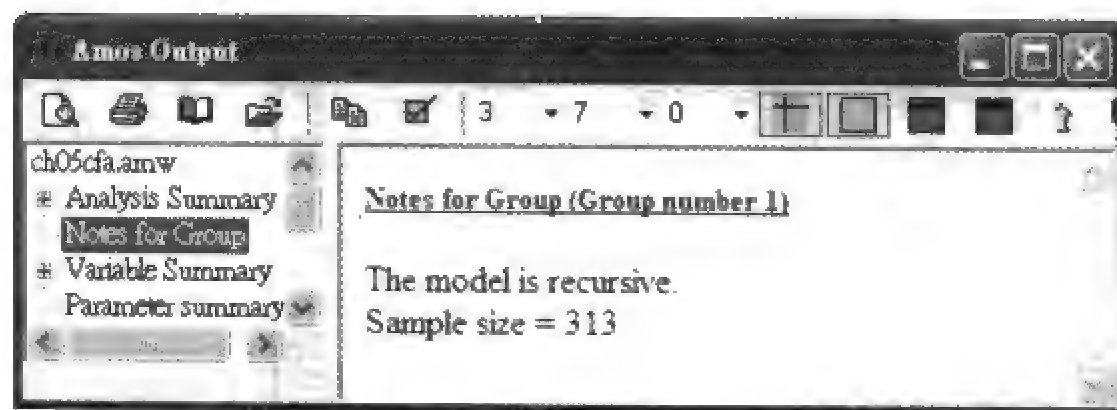 Amos Output
3 7 0
ch05cfa.amw
Analysis Summary
Notes for Group
Variable Summary
Parameter summary
Notes for Group (Group number 1)
The model is recursive.
Sample size = 313